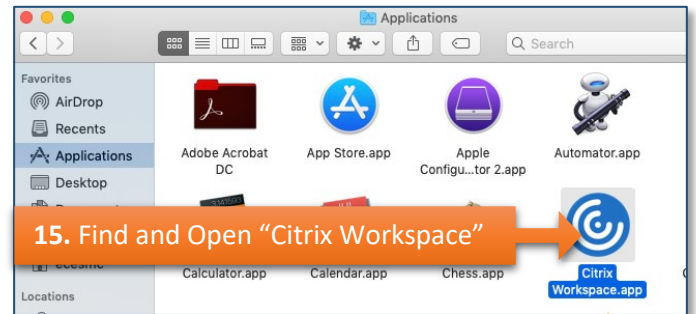 Applications
Search
Favorites
AirDrop
Recents
Applications
Desktop
Adobe Acrobat
DC
App Store.app
Apple
Configu...tor 2.app
Automator.app
15. Find and Open “Citrix Workspace”
Calculator.app
Calendar.app
Chess.app
Citrix
Workspace.app
Locations